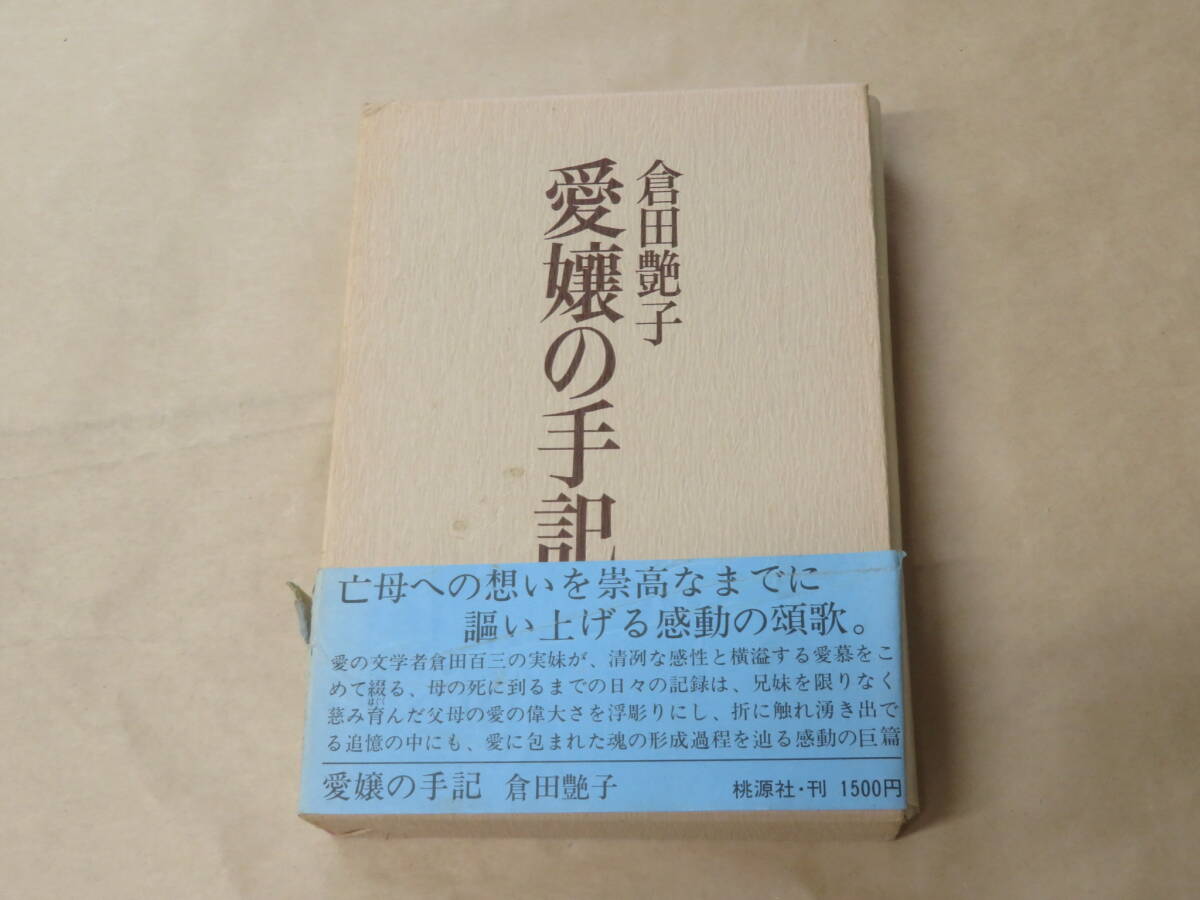 倉田艶子
愛嬢の手記
亡母への想いを崇高なまでに
謳い上げる感動の頌歌。
愛の文学者倉田百三の実妹が、清冽な感性と横溢する愛慕をこ
めて綴る、母の死に到るまでの日々の記録は、兄妹を限りなく
慈み育んだ父母の愛の偉大さを浮彫りにし、折に触れ湧き出で
る追憶の中にも、愛に包まれた魂の形成過程を辿る感動の巨篇
愛嬢の手記 倉田艶子
桃源社・刊 1500円